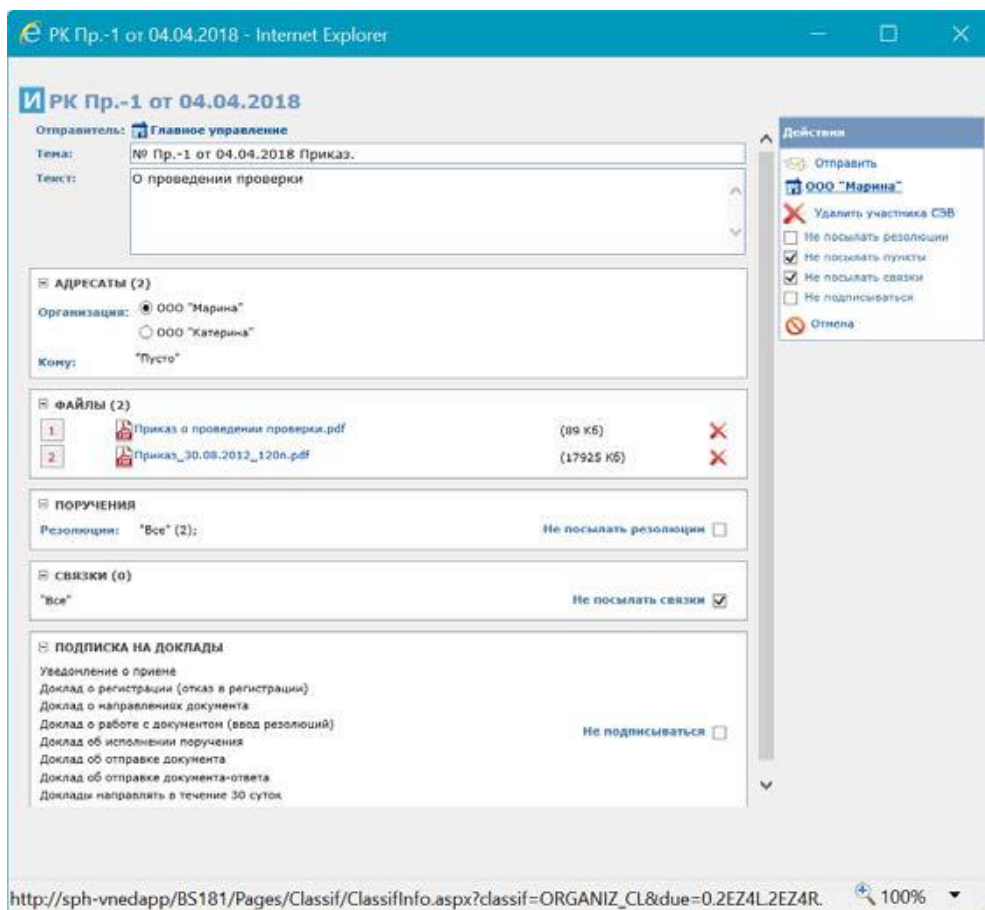 РК Пр.-1 от 04.04.2018 - Internet Explorer
И РК Пр.-1 от 04.04.2018
Отправитель: Главное управление
Тема: № Пр.-1 от 04.04.2018 Приказ.
Текст: О проведении проверки
АДРЕСАТЫ (2)
Организация: ООО "Марина"
ООО "Катерина"
Кому: "Пусто"
ФАЙЛЫ (2)
1 Приказ о проведении проверки.pdf (89 Кб)
2 Приказ_30.08.2012_120п.pdf (17925 Кб)
ПОРУЧЕНИЯ
Резолюции: "Все" (2); Не посылать резолюции
СВЯЗКИ (0)
"Все" Не посылать связки
ПОДПИСКА НА ДОКЛАДЫ
Уведомление о приеме
Доклад о регистрации (отказ в регистрации)
Доклад о направлениях документа
Доклад о работе с документом (ввод резолюций)
Не подписываться
Доклад об исполнении поручения
Доклад об отправке документа
Доклад об отправке документа-ответа
Доклады направлять в течение 30 суток
Действия
Отправить
ООО "Марина"
Удалить участника СЭВ
Не посылать резолюции
Не посылать пункты
Не посылать связки
Не подписываться
Отмена
http://sph-vnedapp/BS181/Pages/Classif/ClassifInfo.aspx?classif=ORGANIZ_CL&due=0.2EZ4L.2EZ4R. 100%